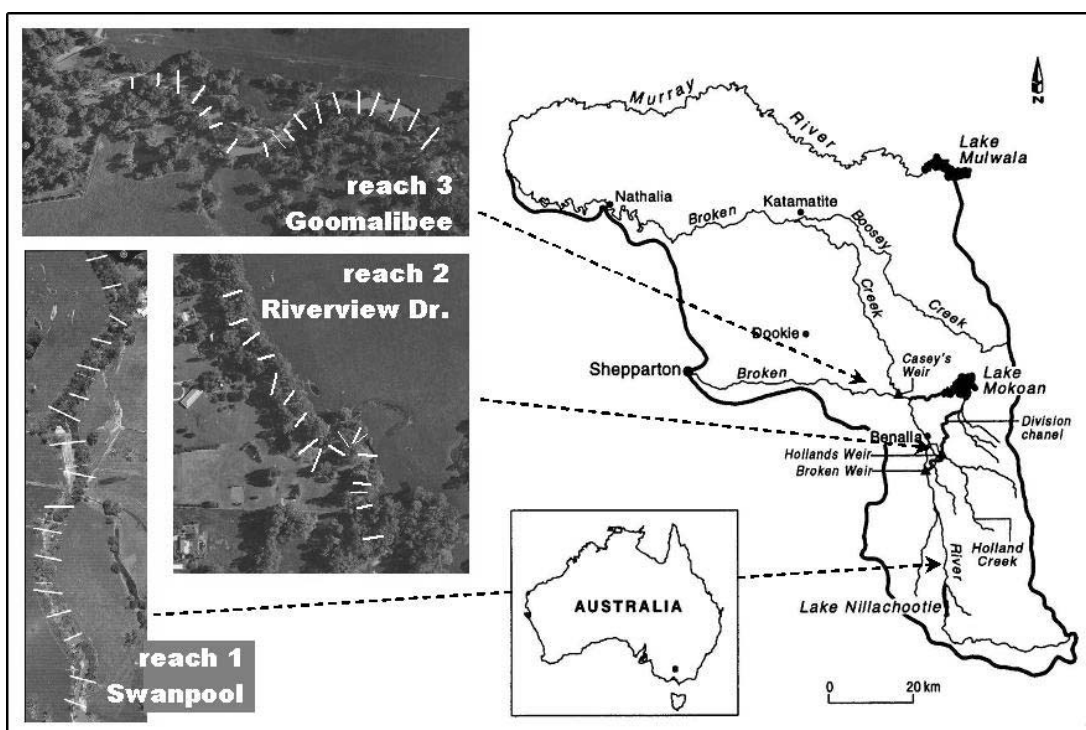 reach 3
Goomalibee
reach 2
Riverview Dr.
reach 1
Swanpool
Murray
River
N
Lake
Mulwala
Nathalia
Broken
Katamatite
Boosey
Creek
Creek
Dookie
Shepparton
Broken
Casey's
Weir
Lake
Mokoan
Division
chanel
Benalla
Hollands Weir
Broken Weir
Holland
Creek
River
Lake Nillachootie
AUSTRALIA
0 20 km